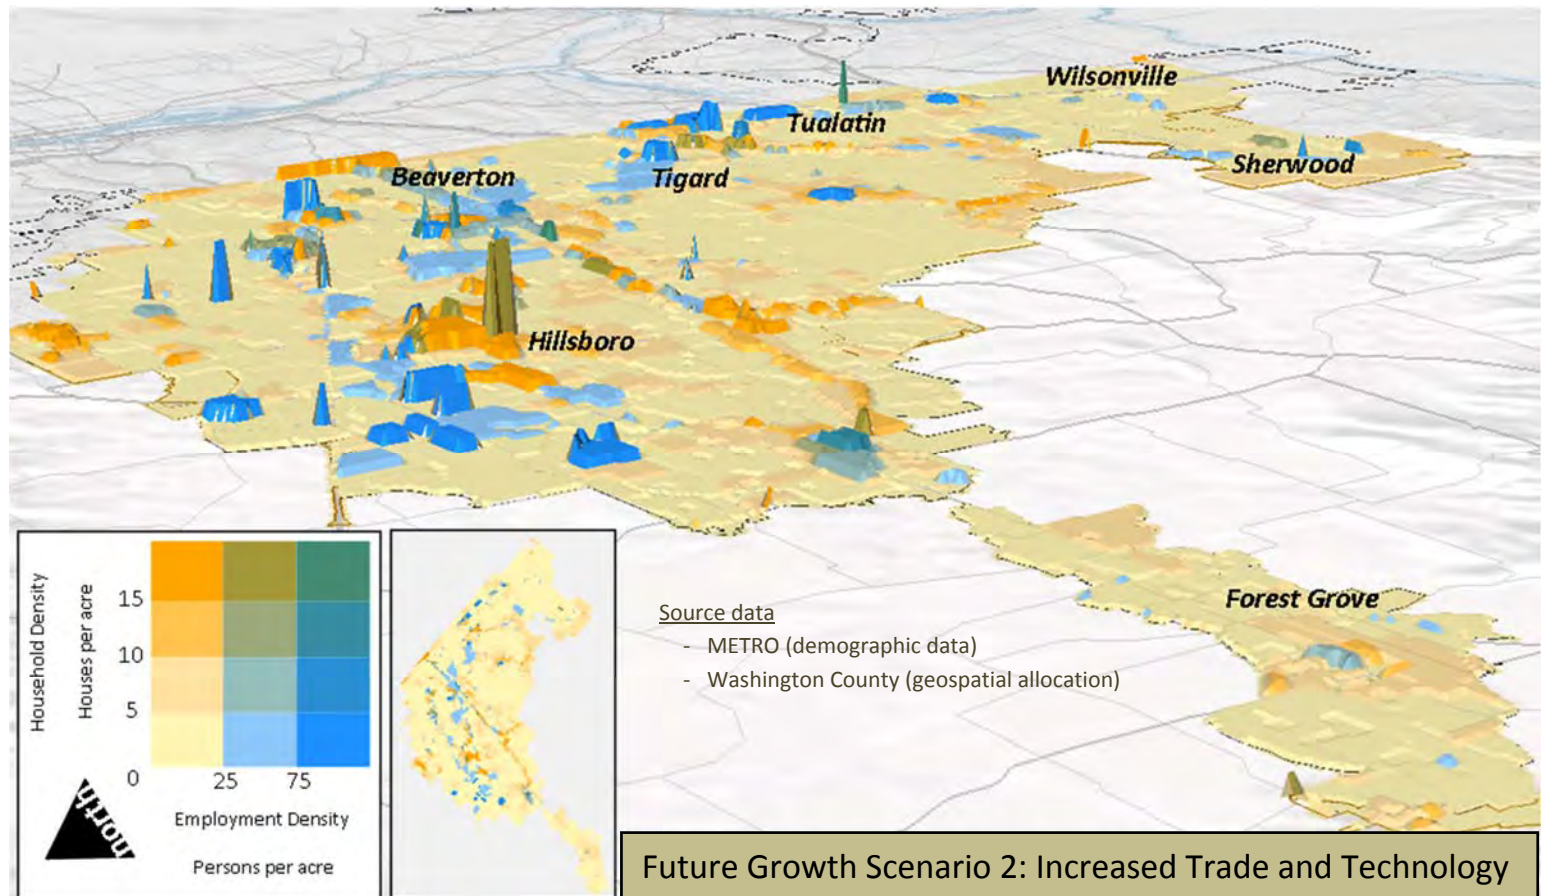 Wilsonville
Tualatin
Sherwood
Beaverton
Tigard
Hillsboro
Forest Grove
Household Density
Houses per acre
15
10
5
0
25 75
Employment Density
Persons per acre
north
Source data
- METRO (demographic data)
- Washington County (geospatial allocation)
Future Growth Scenario 2: Increased Trade and Technology